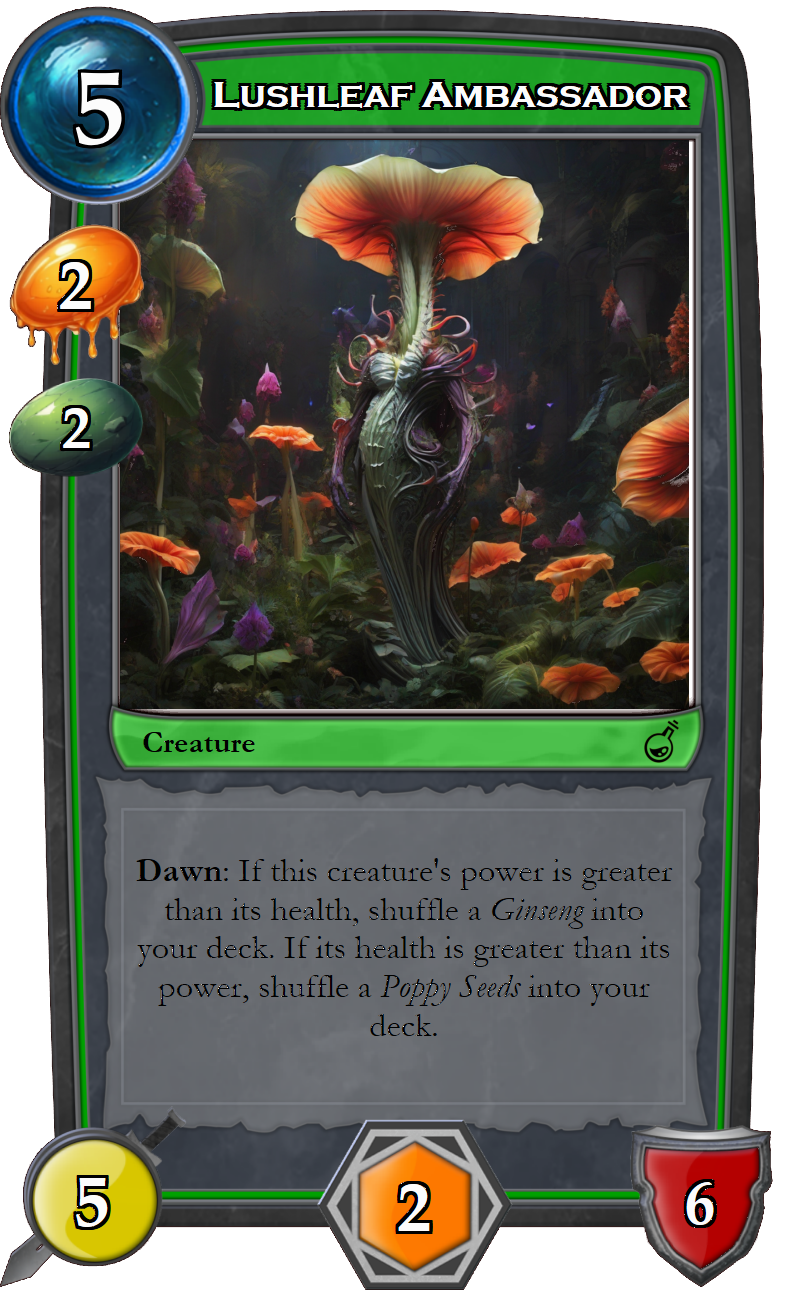 5
Lushleaf Ambassador
2
2
Creature
Dawn: If this creature's power is greater
than its health, shuffle a Ginseng into
your deck. If its health is greater than its
power, shuffle a Poppy Seeds into your
deck.
5
2
6